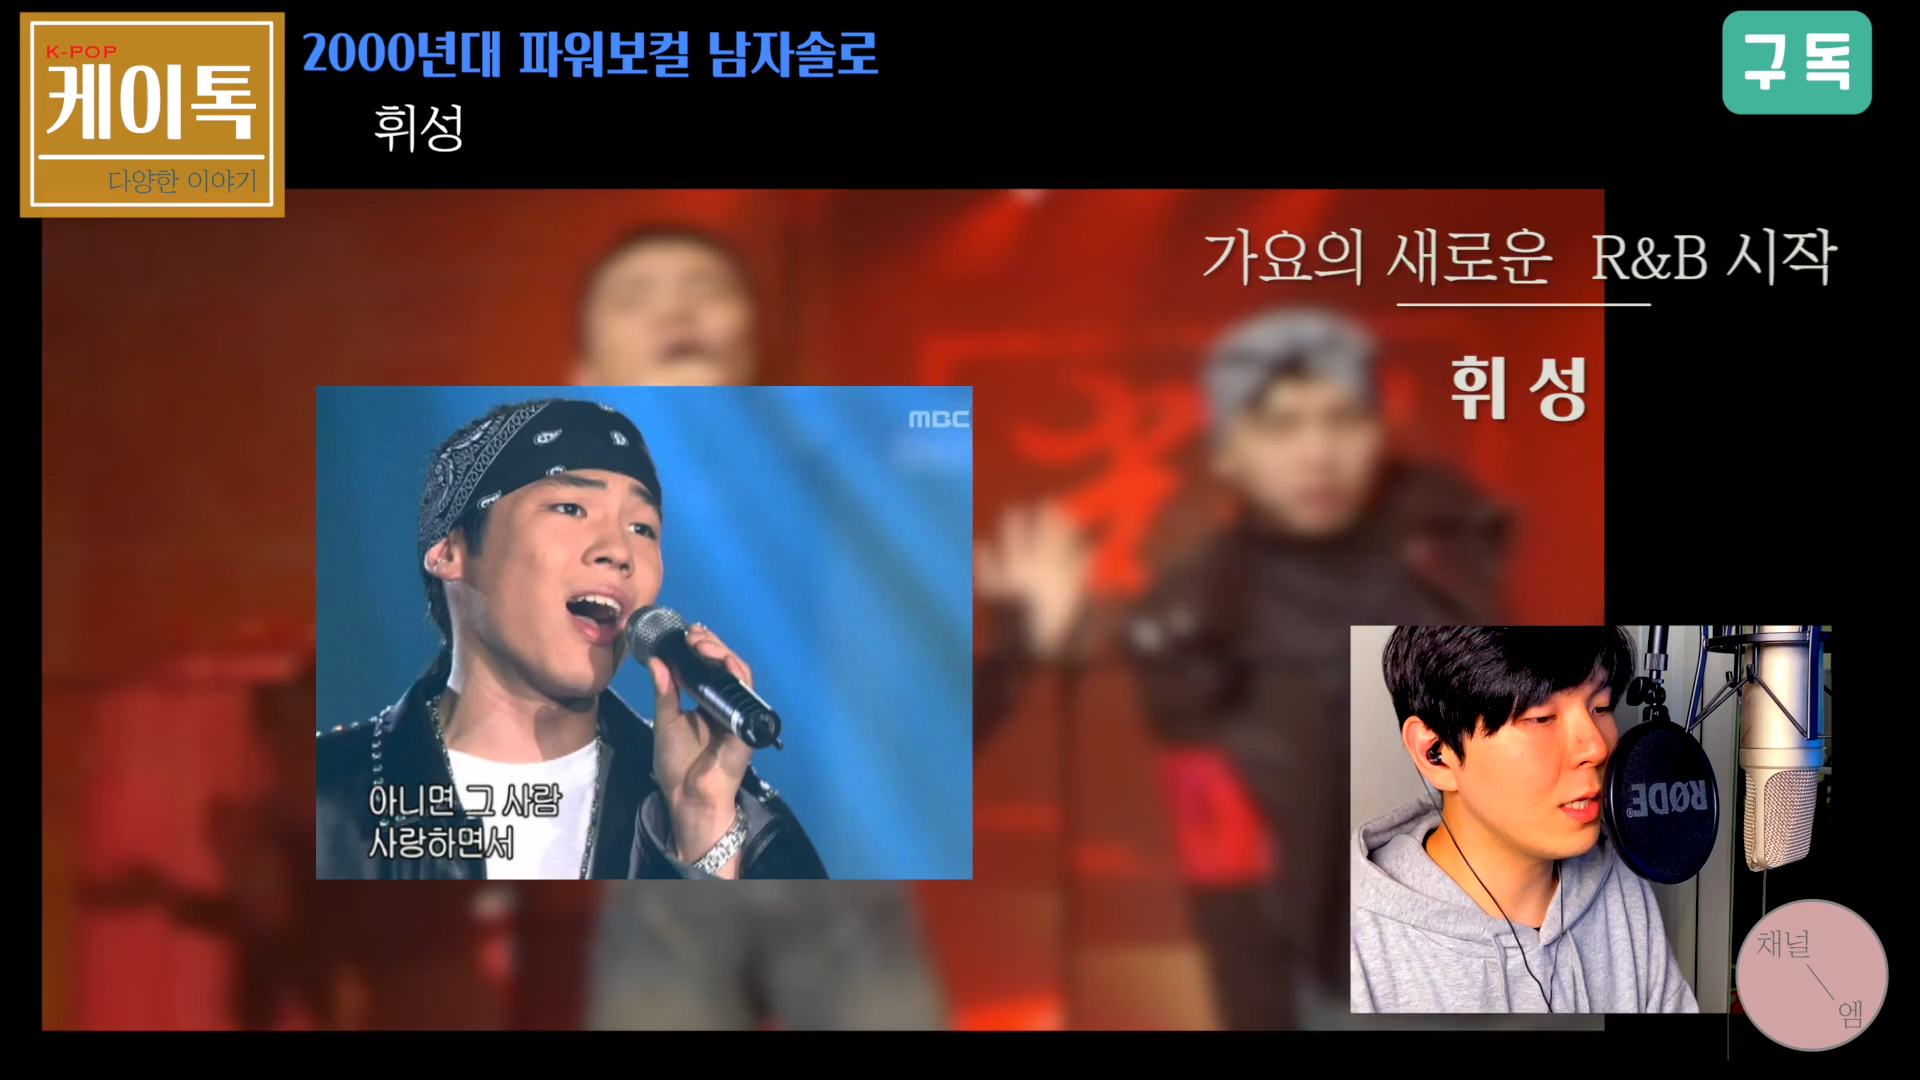 K-POP
케이톡
다양한 이야기
2000년대 파워보컬 남자솔로
휘성
구독
가요의 새로운 R&B 시작
휘성
MBC
아니면 그 사람
사랑하면서
RØDE
채널
엠